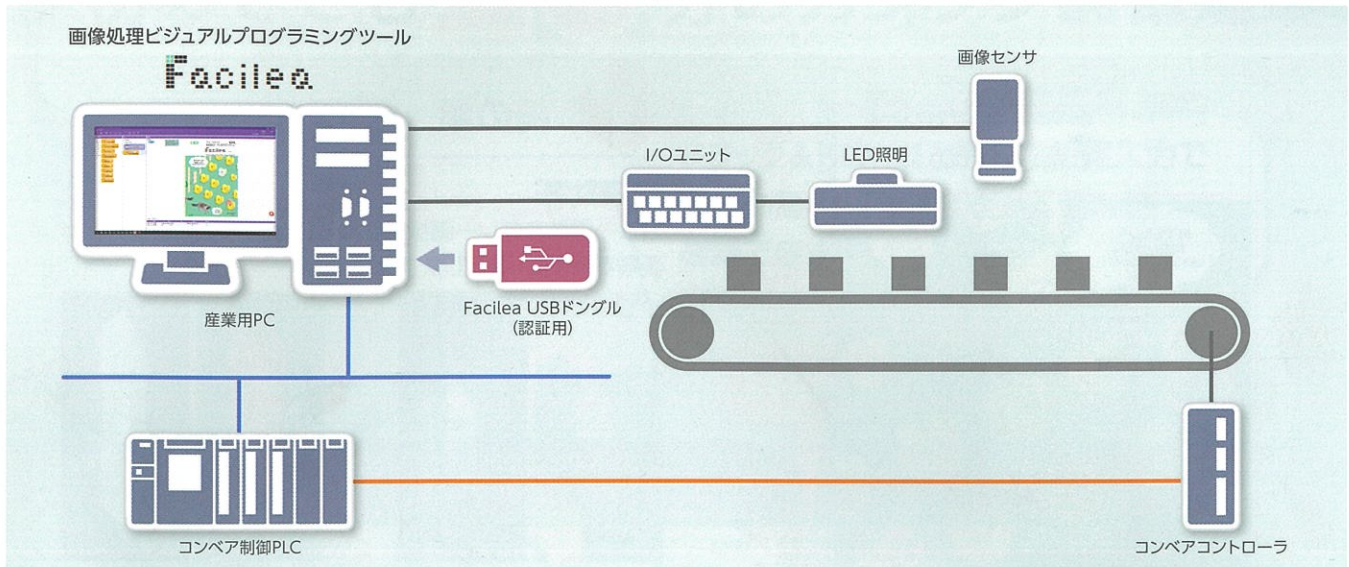 画像処理ビジュアルプログラミングツール
Facilea
画像センサ
I/Oユニット
LED照明
Facilea USBドングル
(認証用)
産業用PC
コンベア制御PLC
コンベアコントローラ